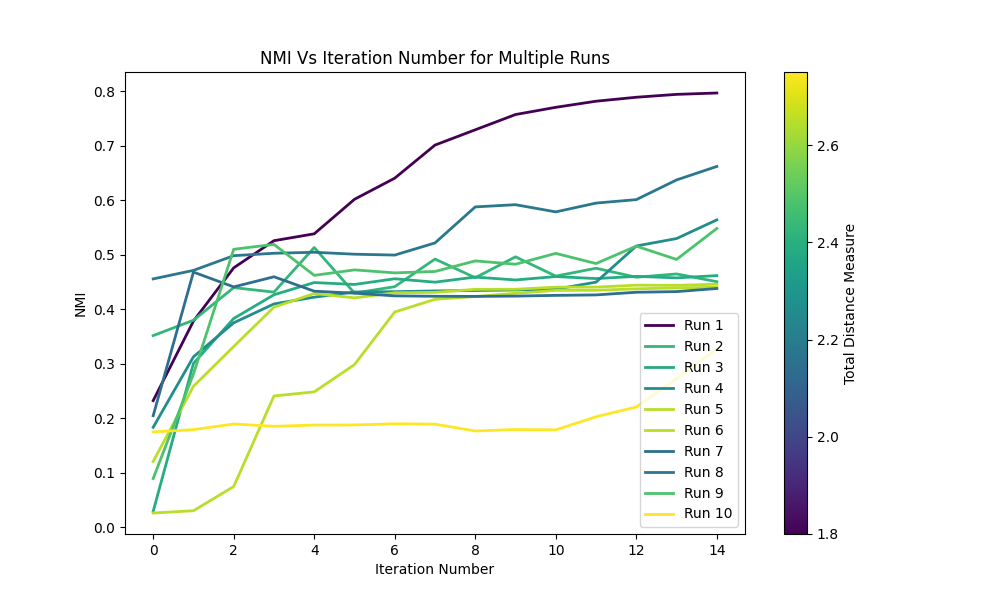 NMI Vs Iteration Number for Multiple Runs
NMI
0.8
0.7
0.6
0.5
0.4
0.3
0.2
0.1
0.0
0 2 4 6 8 10 12 14
Iteration Number
Run 1
Run 2
Run 3
Run 4
Run 5
Run 6
Run 7
Run 8
Run 9
Run 10
2.6
2.4
2.2
2.0
1.8
Total Distance Measure